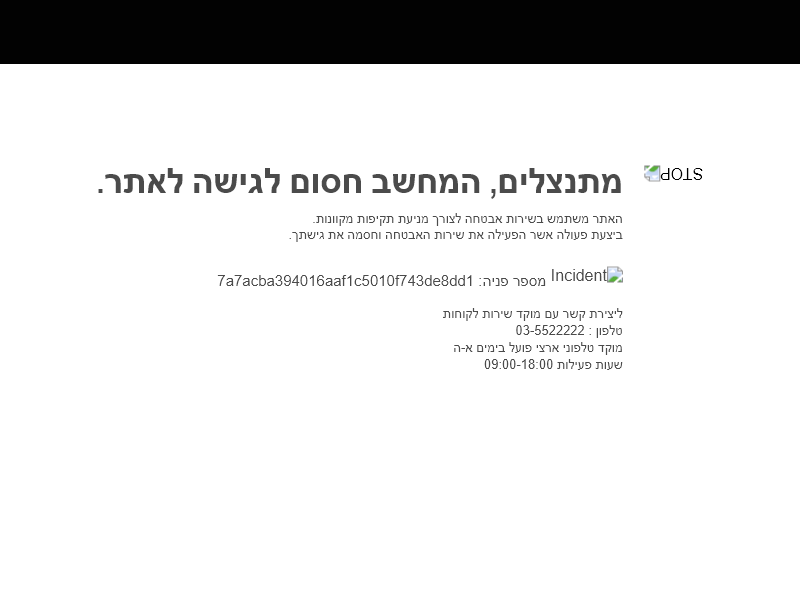 STOP
מתנצלים, המחשב חסום לגישה לאתר.
האתר משתמש בשירות אבטחה לצורך מניעת תקיפות מקוונות.
ביצעת פעולה אשר הפעילה את שירות האבטחה וחסמה את גישתך.
Incident מספר פניה: 7a7acba394016aaf1c5010f743de8dd1
ליצירת קשר עם מוקד שירות לקוחות
טלפון : 03-5522222
מוקד טלפוני ארצי פועל בימים א-ה
שעות פעילות 09:00-18:00